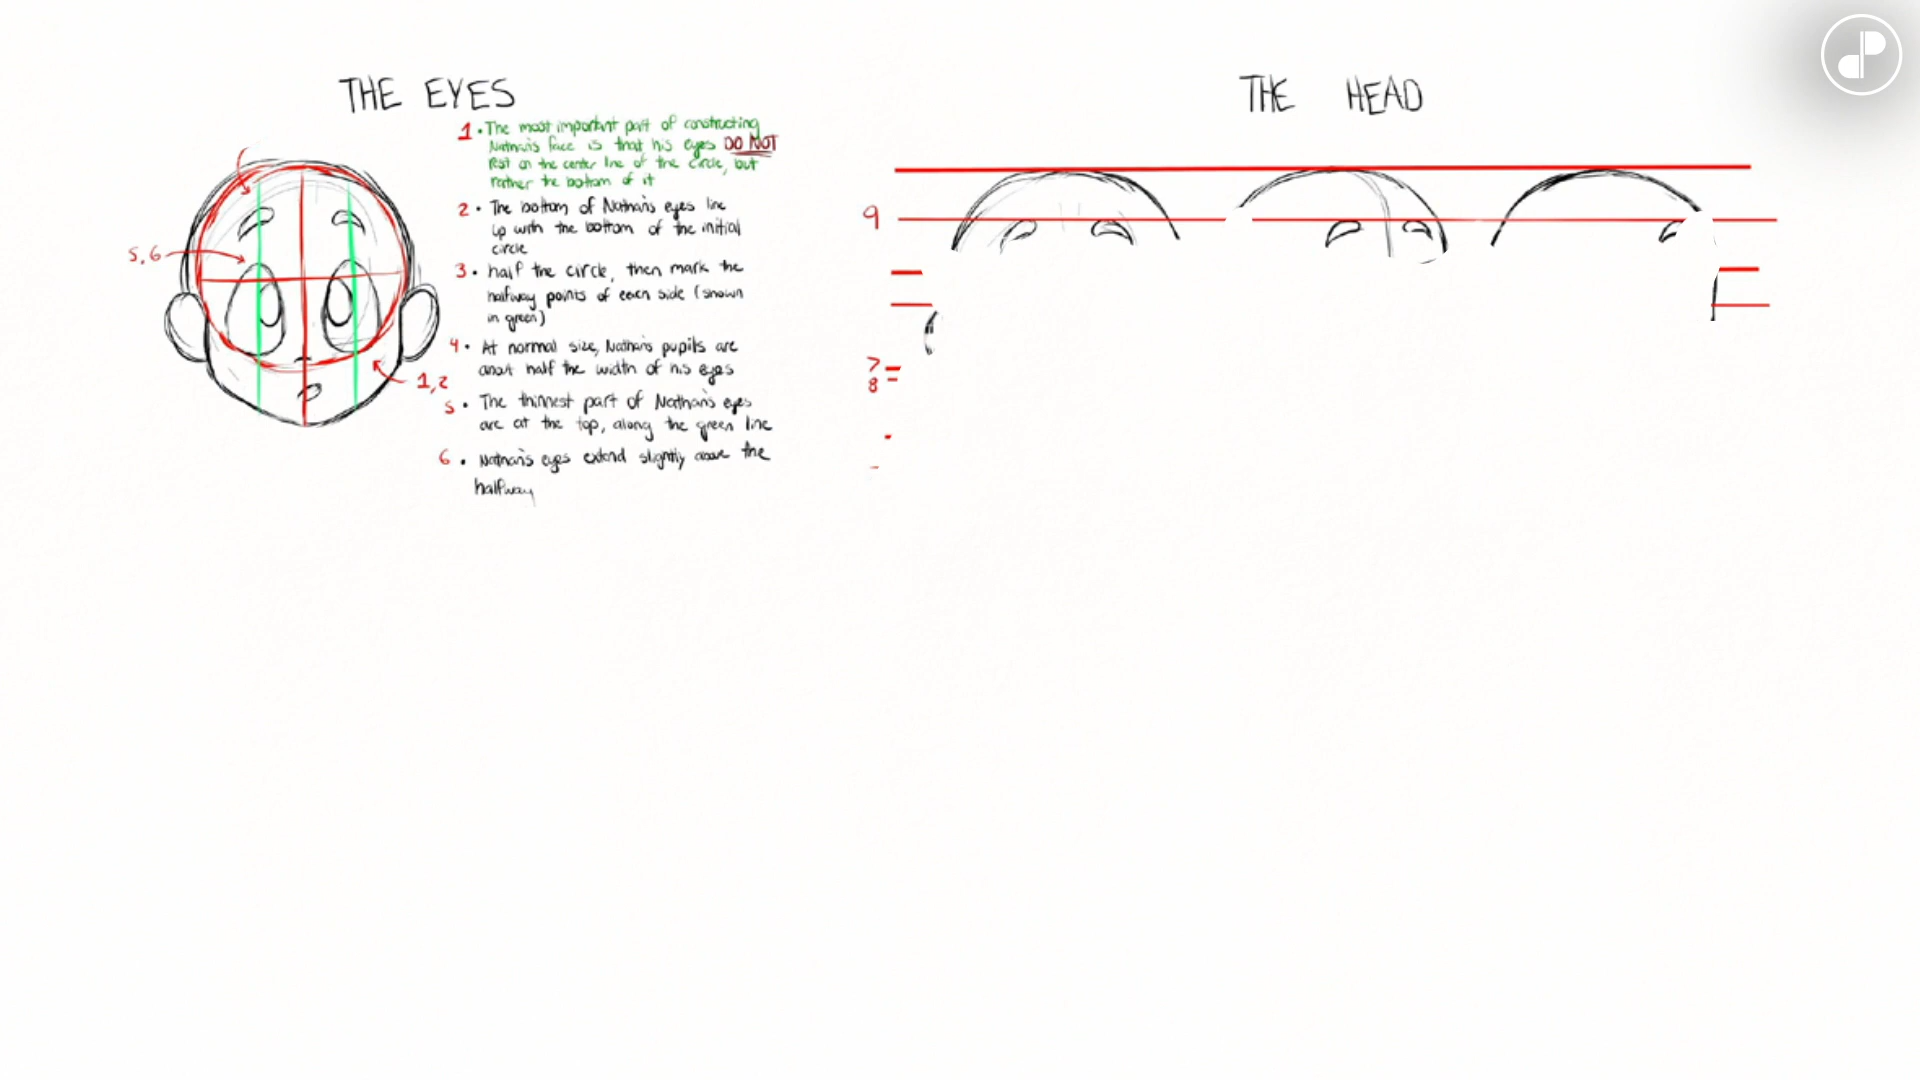 THE EYES
THE HEAD
1. The most important part of constructing
Nathan's face is that his eyes DO NOT
rest on the center line of the circle, but
rather the bottom of it
2. The bottom of Nathan's eyes line
up with the bottom of the initial
circle
3. half the circle, then mark the
halfway points of each side (shown
in green)
4. At normal size, Nathan's pupils are
about half the width of his eyes
5. The thinnest part of Nathan's eyes
are at the top, along the green line
6. Nathan's eyes extend slightly above the
halfway
5,6
1,2
9
7
8